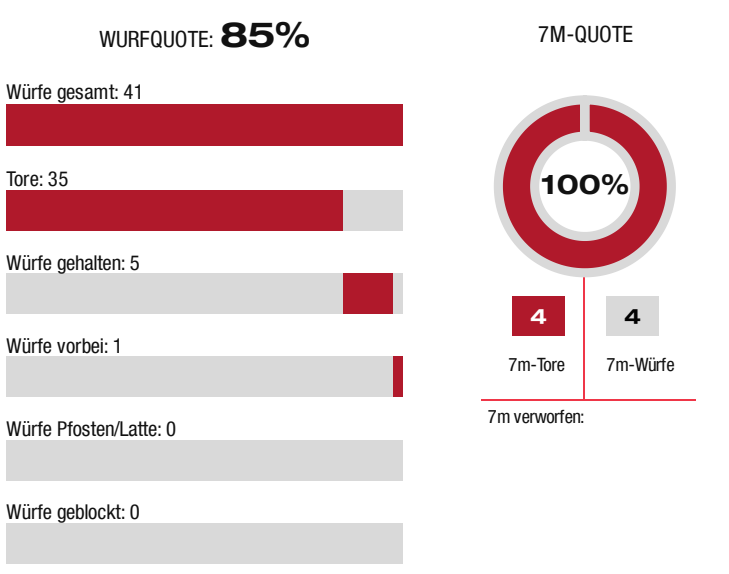 WURFQUOTE: 85%
Würfe gesamt: 41
Tore: 35
Würfe gehalten: 5
Würfe vorbei: 1
Würfe Pfosten/Latte: 0
Würfe geblockt: 0
7M-QUOTE
100%
4 4
7m-Tore 7m-Würfe
7m verworfen: